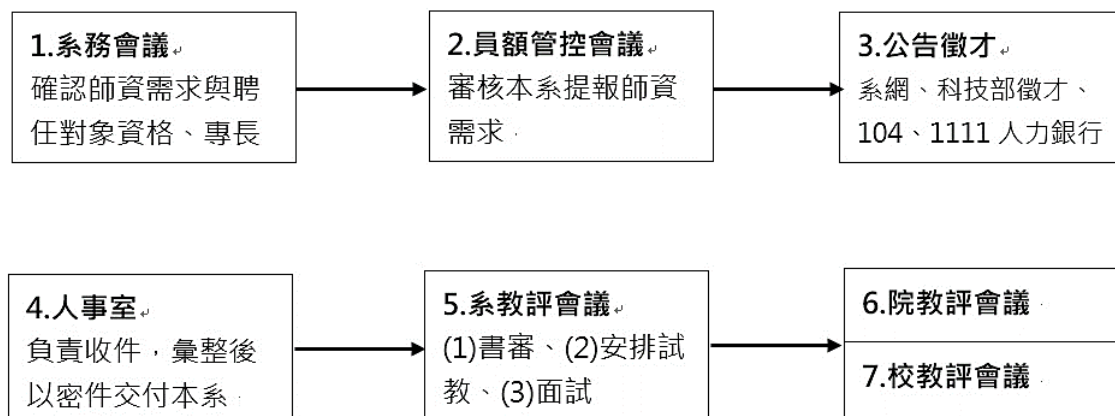 1.系務會議
確認師資需求與聘
任對象資格、專長
2.員額管控會議
審核本系提報師資
需求
3.公告徵才
系網、科技部徵才、
104、1111 人力銀行
4.人事室
負責收件，彙整後
以密件交付本系
5.系教評會議
(1)書審、(2)安排試
教、(3)面試
6.院教評會議
7.校教評會議